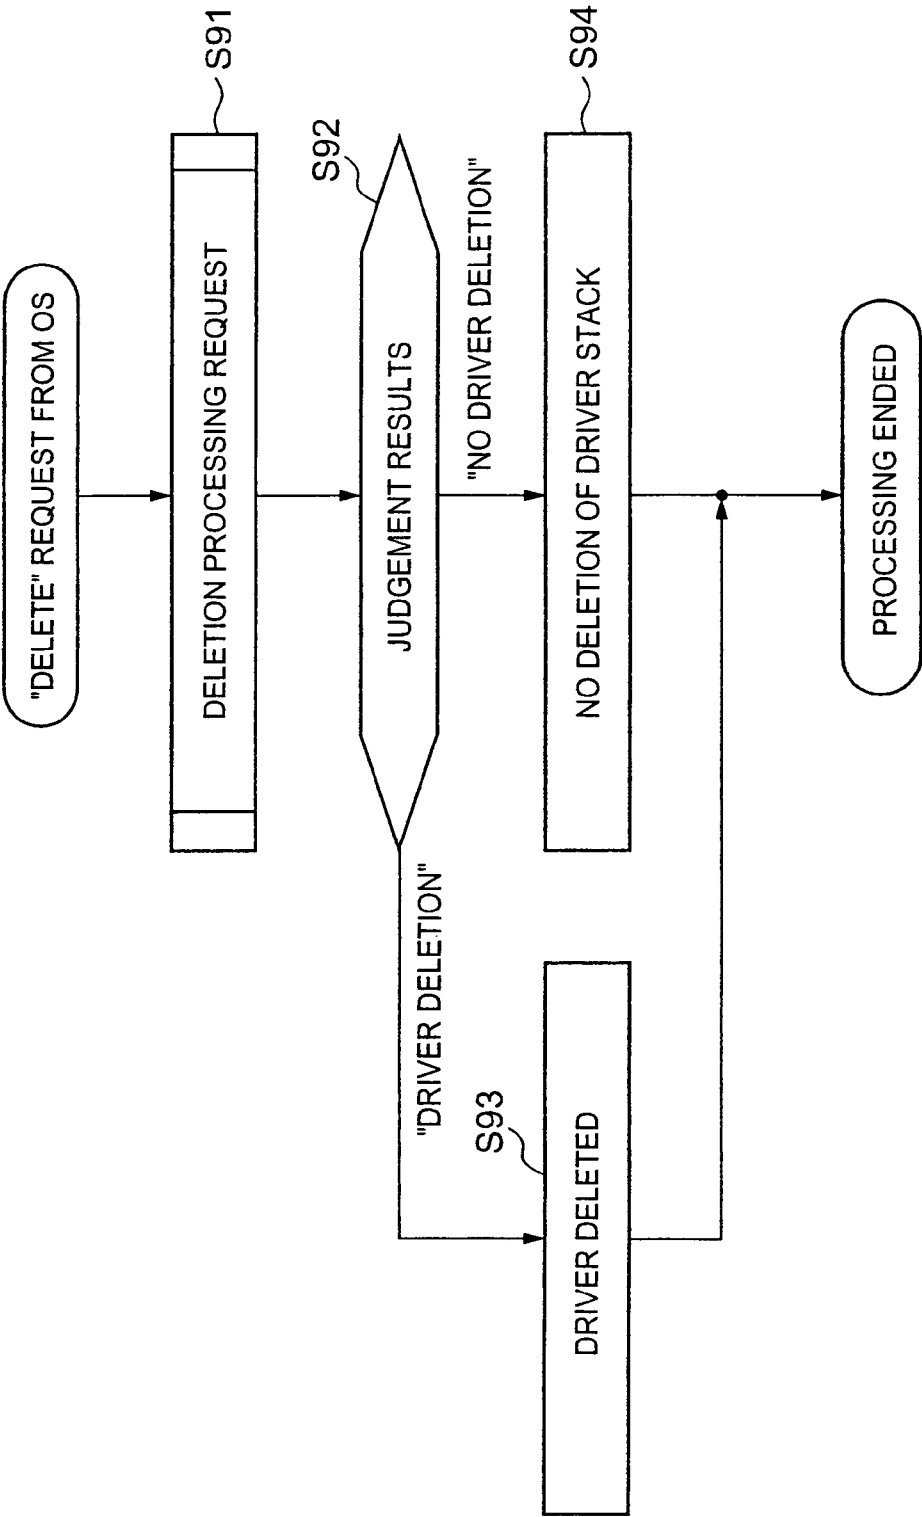 "DELETE" REQUEST FROM OS
DELETION PROCESSING REQUEST
S91
JUDGEMENT RESULTS
S92
"DRIVER DELETION"
"NO DRIVER DELETION"
DRIVER DELETED
S93
NO DELETION OF DRIVER STACK
S94
PROCESSING ENDED